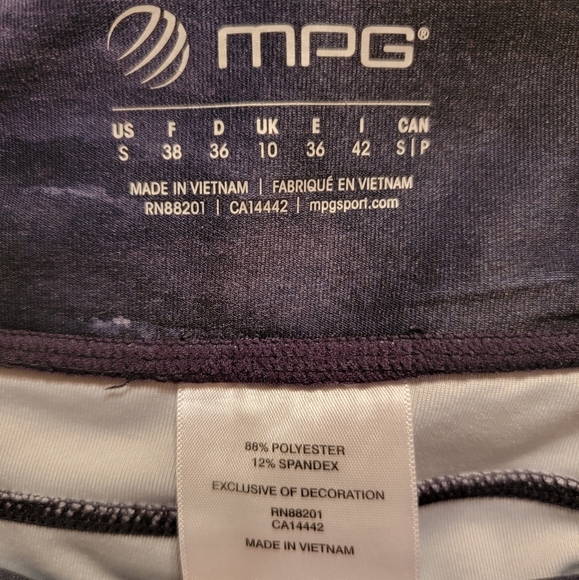 MPG®
US F D UK E I CAN
S 38 36 10 36 42 S|P
MADE IN VIETNAM | FABRIQUÉ EN VIETNAM
RN88201 | CA14442 | mpgsport.com
88% POLYESTER
12% SPANDEX
EXCLUSIVE OF DECORATION
RN88201
CA14442
MADE IN VIETNAM